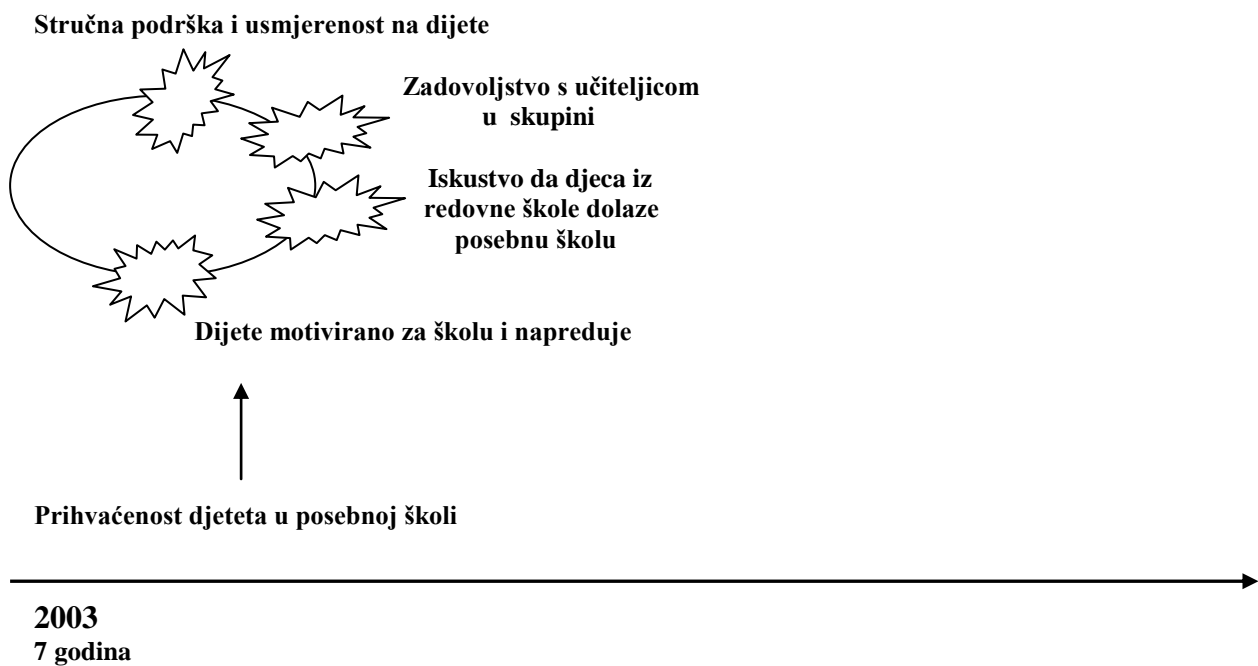 Stručna podrška i usmjerenost na dijete
Zadovoljstvo s učiteljicom
u skupini
Iskustvo da djeca iz
redovne škole dolaze
posebnu školu
Dijete motivirano za školu i napreduje
Prihvaćenost djeteta u posebnoj školi
2003
7 godina